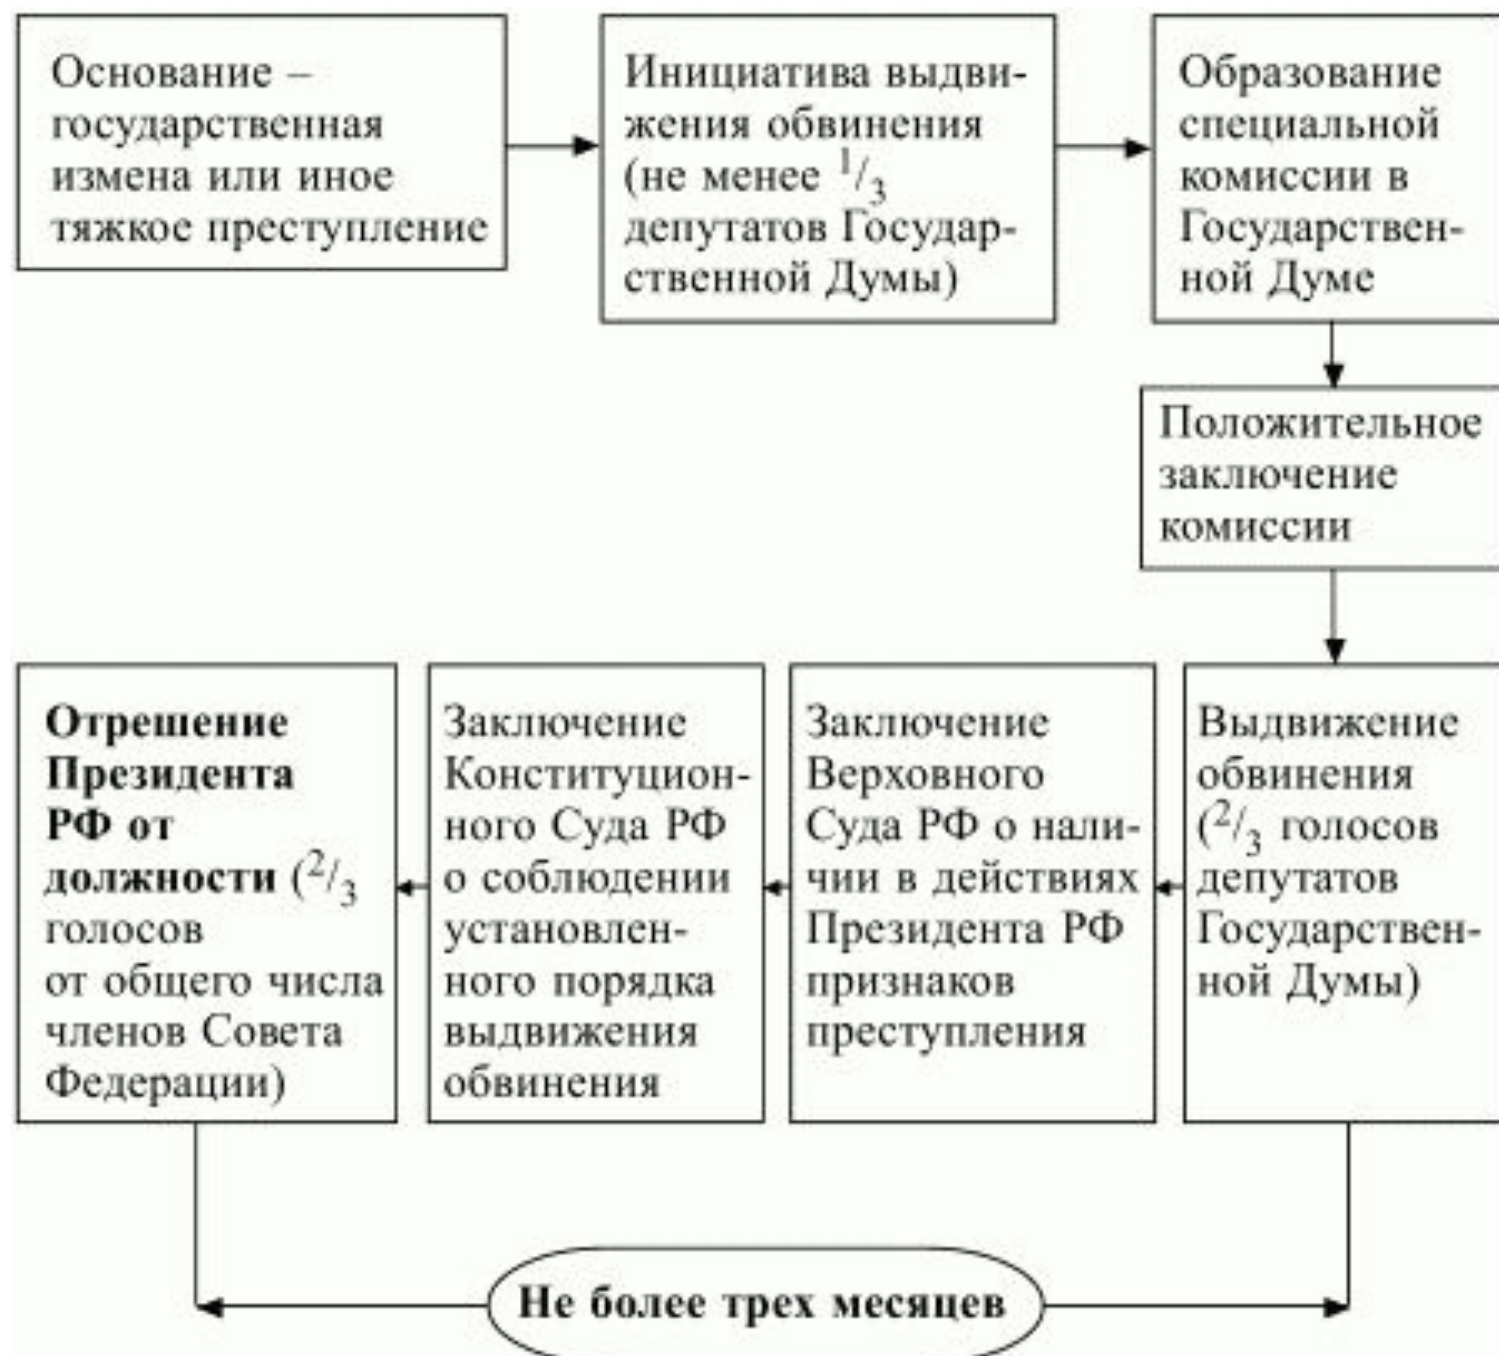 Основание –
государственная
измена или иное
тяжкое преступление
Инициатива выдви-
жения обвинения
(не менее 1/3
депутатов Государ-
ственной Думы)
Образование
специальной
комиссии в
Государствен-
ной Думе
Положительное
заключение
комиссии
Выдвижение
обвинения
(2/3 голосов
депутатов
Государствен-
ной Думы)
Заключение
Верховного
Суда РФ о нали-
чии в действиях
Президента РФ
признаков
преступления
Заключение
Конституцион-
ного Суда РФ
о соблюдении
установлен-
ного порядка
выдвижения
обвинения
Отрешение
Президента
РФ от
должности (2/3
голосов
от общего числа
членов Совета
Федерации)
Не более трех месяцев